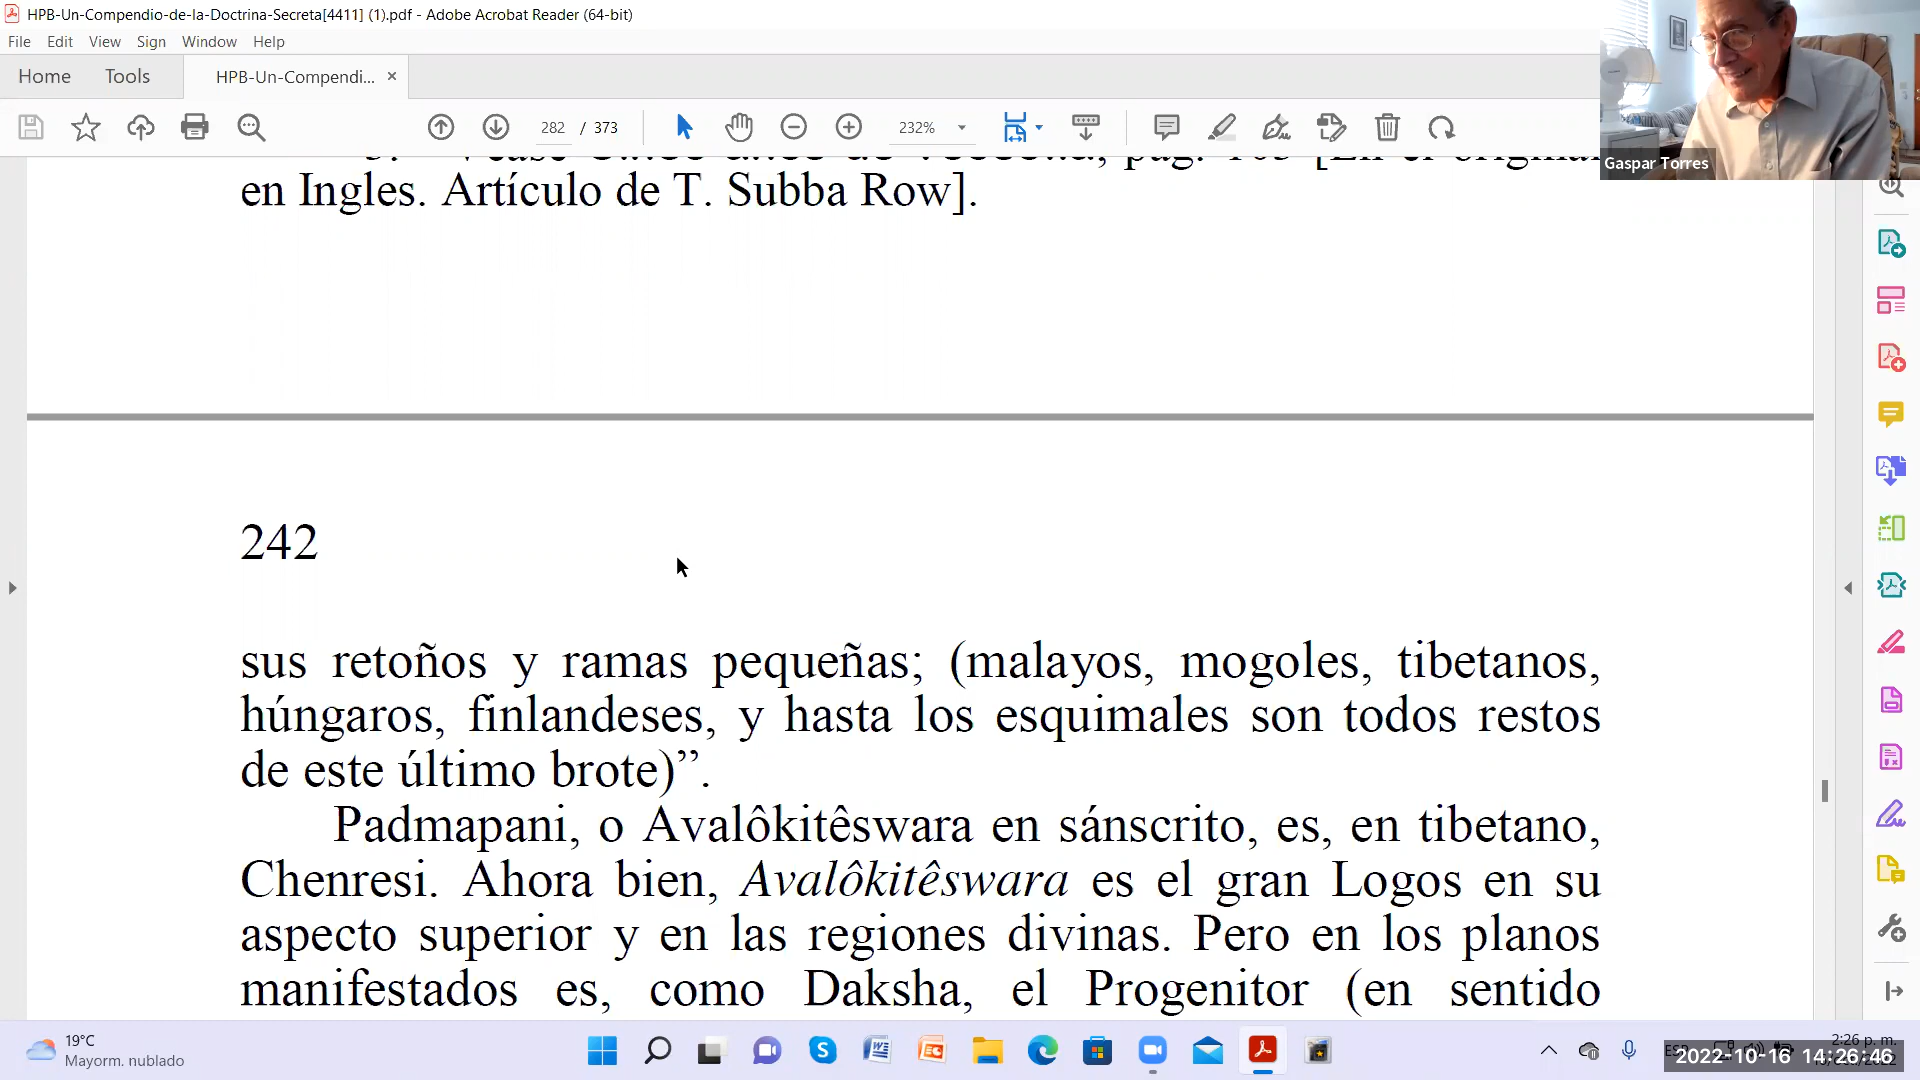 HPB-Un-Compendio-de-la-Doctrina-Secreta[4411] (1).pdf - Adobe Acrobat Reader (64-bit)
File Edit View Sign Window Help
Home Tools HPB-Un-Compendi... ×
282 / 373 232%
Gaspar Torres
en Ingles. Artículo de T. Subba Row].
242
sus retoños y ramas pequeñas; (malayos, mogoles, tibetanos,
húngaros, finlandeses, y hasta los esquimales son todos restos
de este último brote)”.
Padmapani, o Avalôkitêswara en sánscrito, es, en tibetano,
Chenresi. Ahora bien, Avalôkitêswara es el gran Logos en su
aspecto superior y en las regiones divinas. Pero en los planos
manifestados es, como Daksha, el Progenitor (en sentido
19°C
Mayorm. nublado
2:26 p. m.
2022-10-16 14:26:46